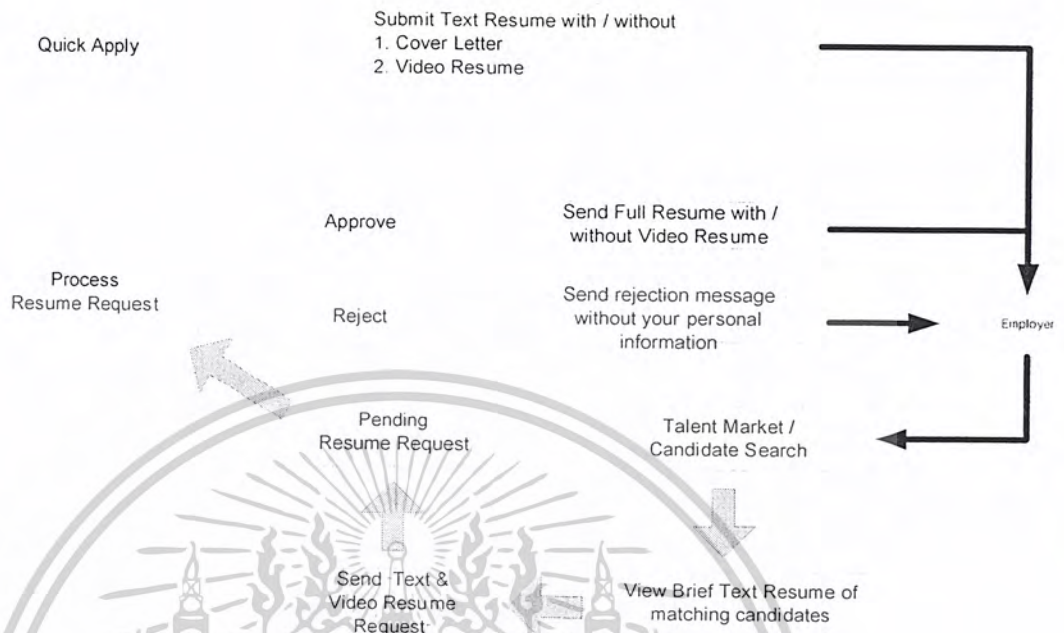 Quick Apply
Submit Text Resume with / without
1. Cover Letter
2. Video Resume
Approve
Send Full Resume with /
without Video Resume
Process
Resume Request
Reject
Send rejection message
without your personal
information
Employer
Pending
Resume Request
Talent Market /
Candidate Search
Send Text &
Video Resume
Request
View Brief Text Resume of
matching candidates